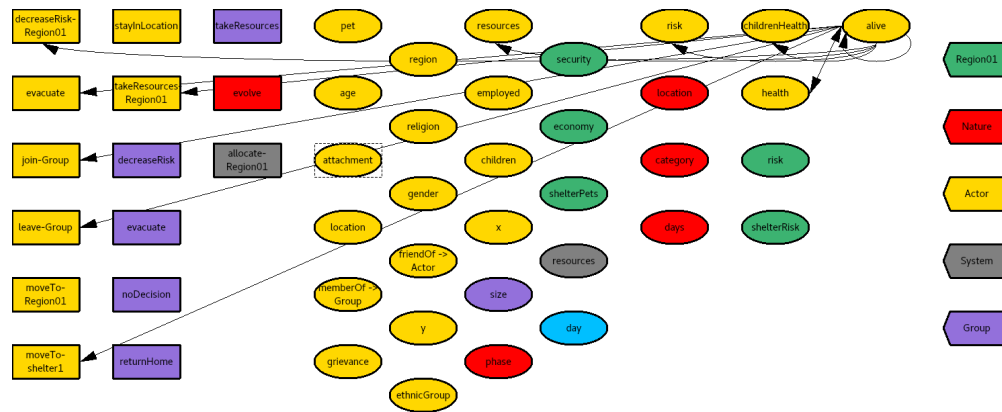 decreaseRisk-
Region01
stayInLocation
takeResources
pet
resources
risk
childrenHealth
alive
region
security
Region01
evacuate
takeResources-
Region01
evolve
age
employed
location
health
religion
economy
Nature
join-Group
decreaseRisk
allocate-
Region01
attachment
children
category
risk
gender
shelterPets
Actor
leave-Group
evacuate
location
x
days
shelterRisk
friendOf ->
Actor
resources
System
moveTo-
Region01
noDecision
memberOf ->
Group
size
y
day
Group
moveTo-
shelter1
returnHome
grievance
phase
ethnicGroup